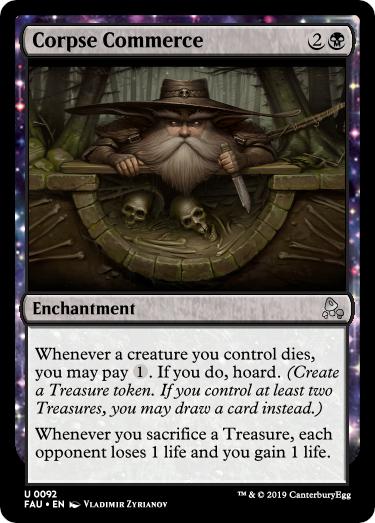 Corpse Commerce 2
Enchantment
Whenever a creature you control dies,
you may pay 1. If you do, hoard. (Create
a Treasure token. If you control at least two
Treasures, you may draw a card instead.)
Whenever you sacrifice a Treasure, each
opponent loses 1 life and you gain 1 life.
U 0092
FAU • EN Vladimir Zyrianov ™ & © 2019 CanterburyEgg